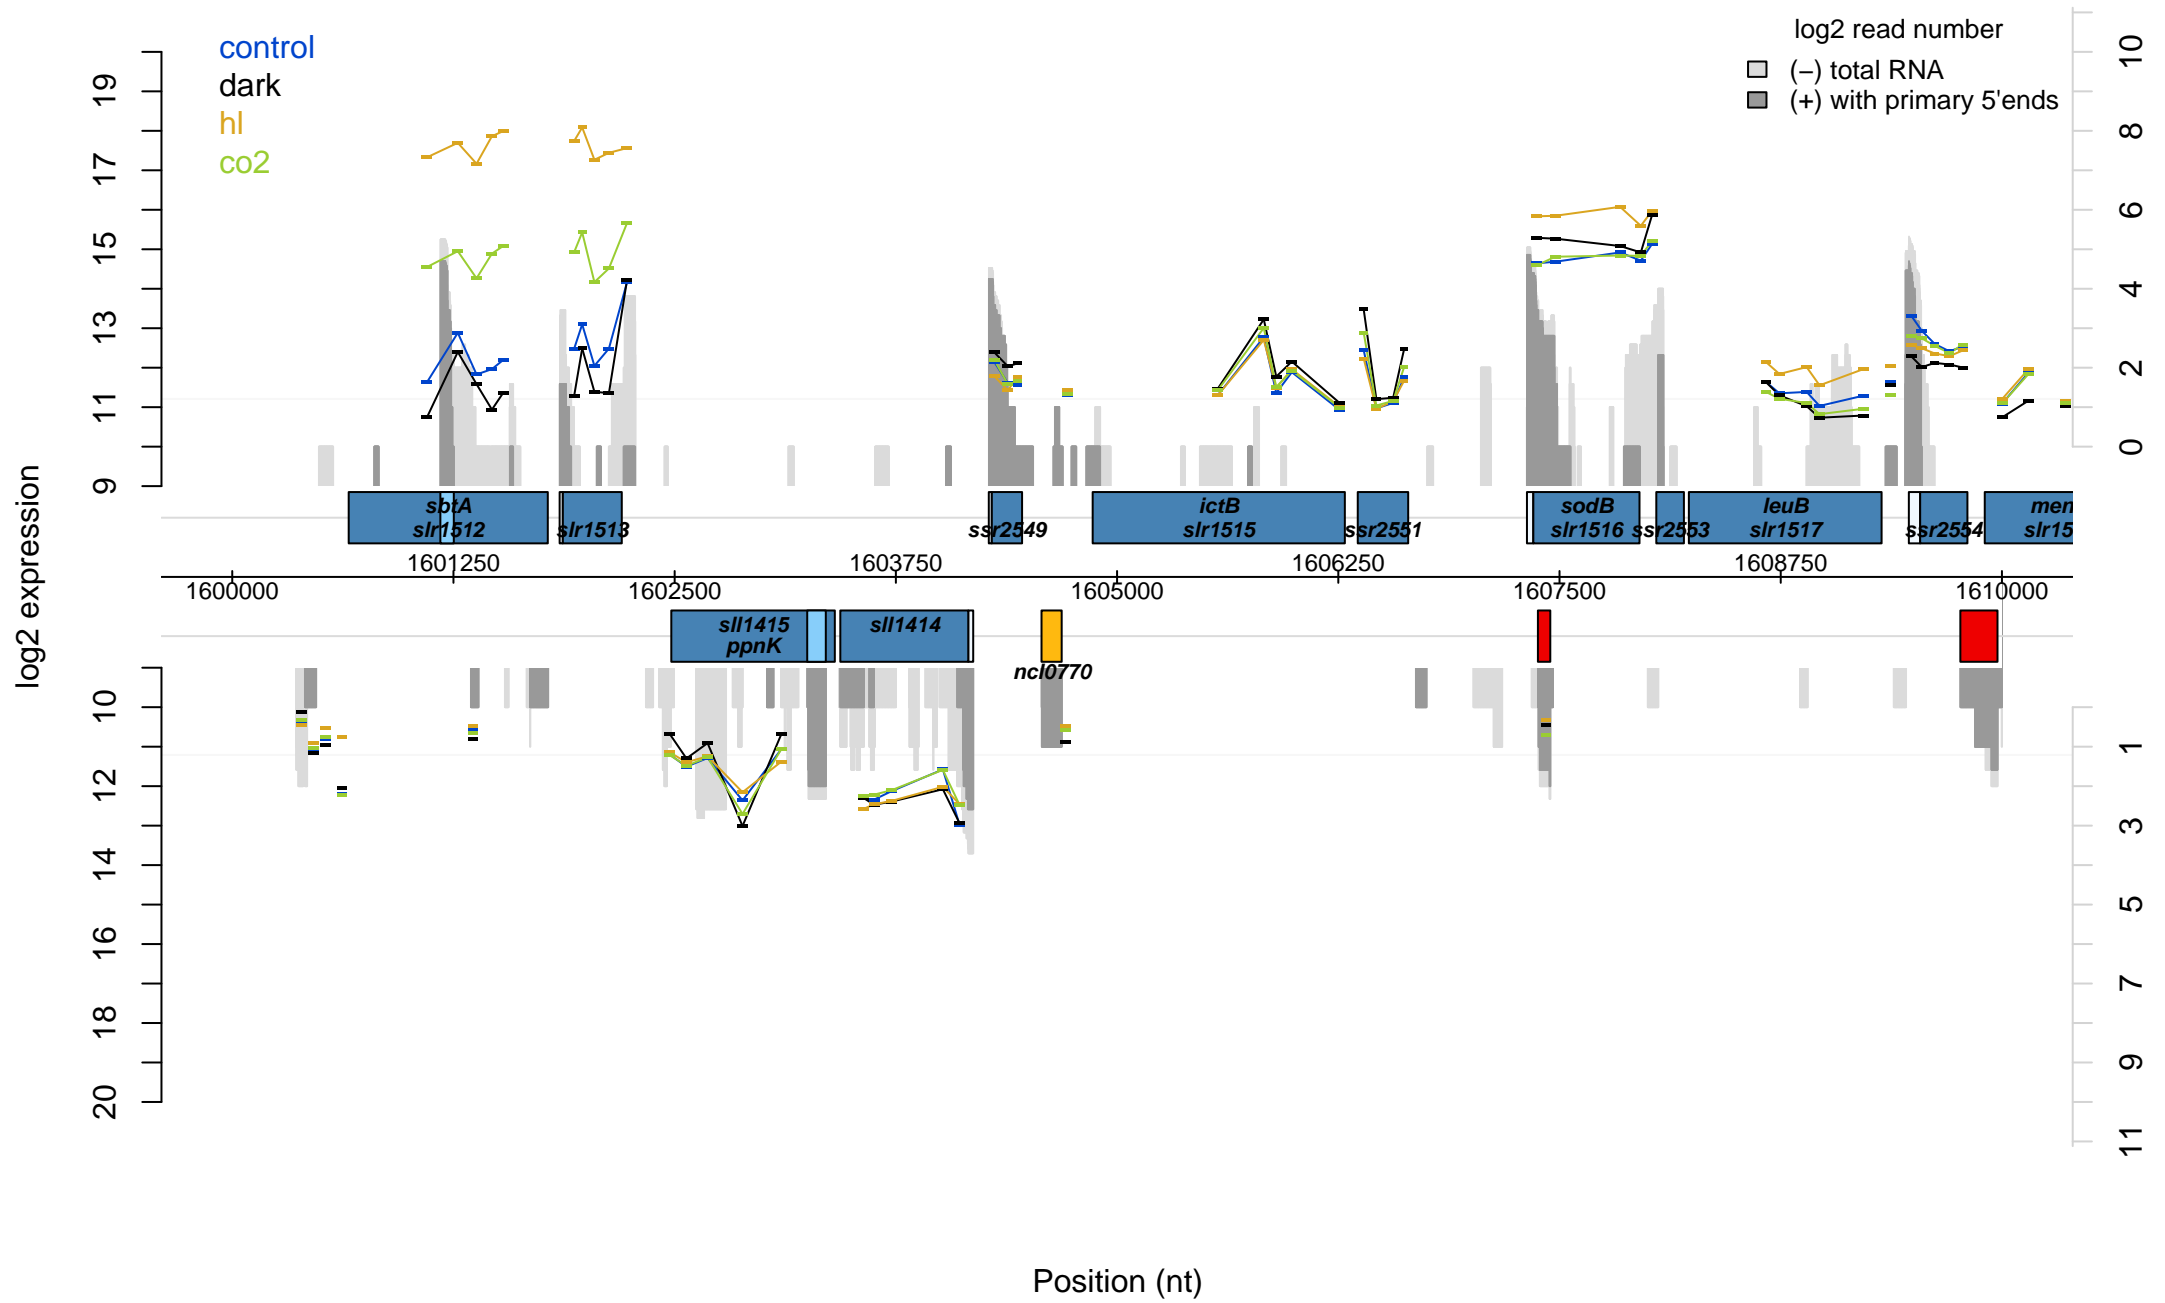 control
dark
hl
co2
log2 read number
(−) total RNA
(+) with primary 5'ends
19
17
15
13
11
9
10
8
6
4
2
0
log2 expression
sbtA
slr1512
slr1513
ssr2549
ictB
slr1515
ssr2551
sodB
slr1516
ssr2553
leuB
slr1517
ssr2554
men
slr15
1601250
1603750
1606250
1608750
1600000
1602500
1605000
1607500
1610000
sll1415
ppnK
sll1414
ncl0770
10
12
14
16
18
20
1
3
5
7
9
11
Position (nt)